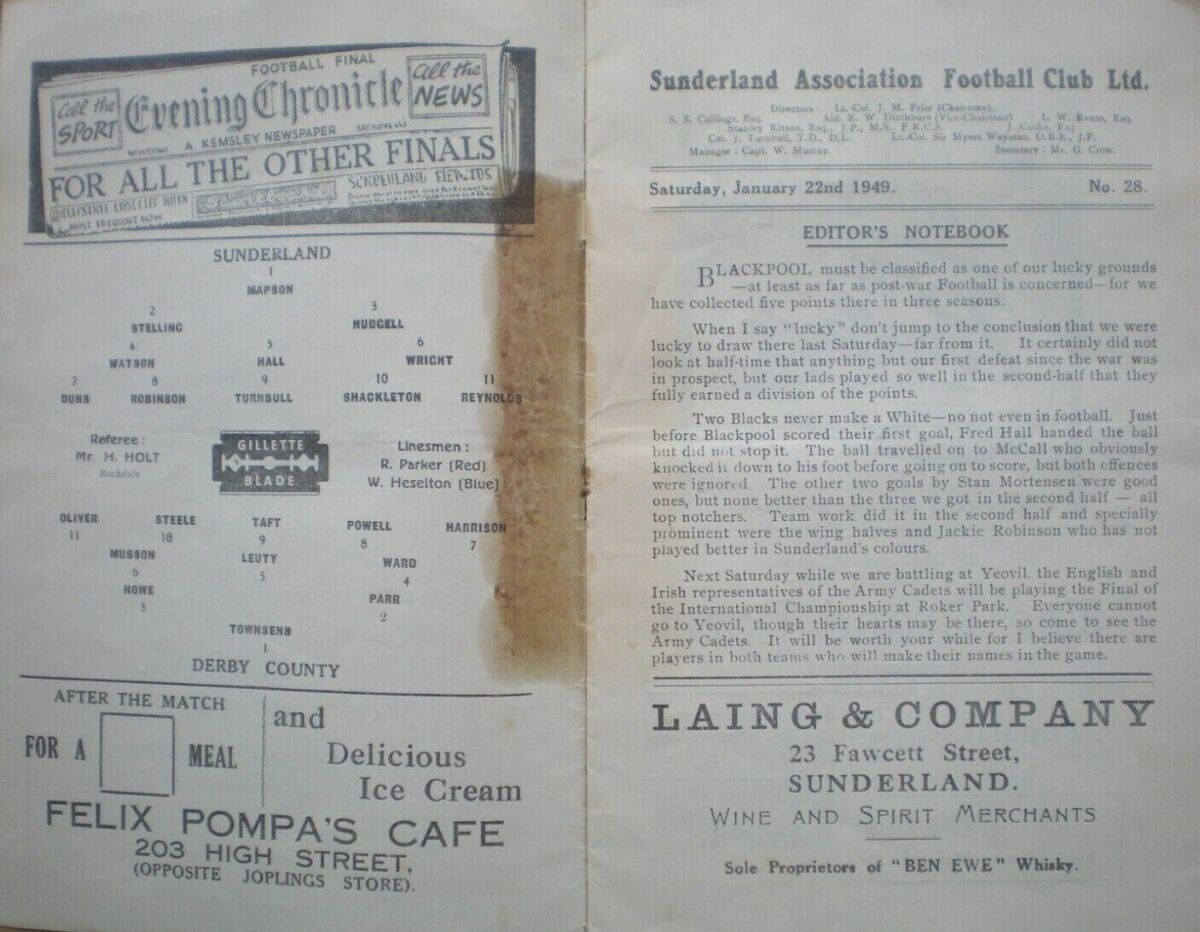 FOOTBALL FINAL
All the SPORT
Evening Chronicle
All the NEWS
A KEMSLEY NEWSPAPER
FOR ALL THE OTHER FINALS
MOST FREQUENT NOW
SUNDERLAND
1
MAPSON
2 3
STELLING HUDGELL
4 5 6
WATSON HALL WRIGHT
7 8 9 10 11
DUNS ROBINSON TURNBULL SHACKLETON REYNOLDS
Referee :
Mr. H. HOLT
Rochdale
GILLETTE
BLADE
Linesmen :
R. Parker (Red)
W. Heselton (Blue)
OLIVER STEELE TAFT POWELL HARRISON
11 10 9 8 7
MUSSON LEUTY WARD
6 5 4
HOWE PARR
3 2
TOWNSEND
1
DERBY COUNTY
AFTER THE MATCH
FOR A MEAL
and
Delicious
Ice Cream
FELIX POMPA'S CAFE
203 HIGH STREET,
(OPPOSITE JOPLINGS STORE).
Sunderland Association Football Club Ltd.
Directors : Lt.-Col. J. M. Prior (Chairman),.
S. S. Collings, Esq. Ald. E. W. Ditchburn (Vice-Chairman) L. W. Evans, Esq.
Stanley Ritson, Esq., J.P., M.S., F.R.C.S. J. Cooke, Esq.
Col. J. Turnbull, T.D., D.L. Lt.-Col. Sir Myers Wayman, O.B.E., J.P.
Manager : Capt. W. Murray. Secretary : Mr. G. Crow.
Saturday, January 22nd 1949. No. 28.
EDITOR'S NOTEBOOK
BLACKPOOL must be classified as one of our lucky grounds
—at least as far as post-war Football is concerned—for we
have collected five points there in three seasons.
When I say "lucky" don't jump to the conclusion that we were
lucky to draw there last Saturday—far from it. It certainly did not
look at half-time that anything but our first defeat since the war was
in prospect, but our lads played so well in the second-half that they
fully earned a division of the points.
Two Blacks never make a White—no not even in football. Just
before Blackpool scored their first goal, Fred Hall handed the ball
but did not stop it. The ball travelled on to McCall who obviously
knocked it down to his foot before going on to score, but both offences
were ignored. The other two goals by Stan Mortensen were good
ones, but none better than the three we got in the second half — all
top notchers. Team work did it in the second half and specially
prominent were the wing halves and Jackie Robinson who has not
played better in Sunderland's colours.
Next Saturday while we are battling at Yeovil. the English and
Irish representatives of the Army Cadets will be playing the Final of
the International Championship at Roker Park. Everyone cannot
go to Yeovil, though their hearts may be there, so come to see the
Army Cadets. It will be worth your while for I believe there are
players in both teams who will make their names in the game.
LAING & COMPANY
23 Fawcett Street,
SUNDERLAND.
WINE AND SPIRIT MERCHANTS
Sole Proprietors of "BEN EWE" Whisky.